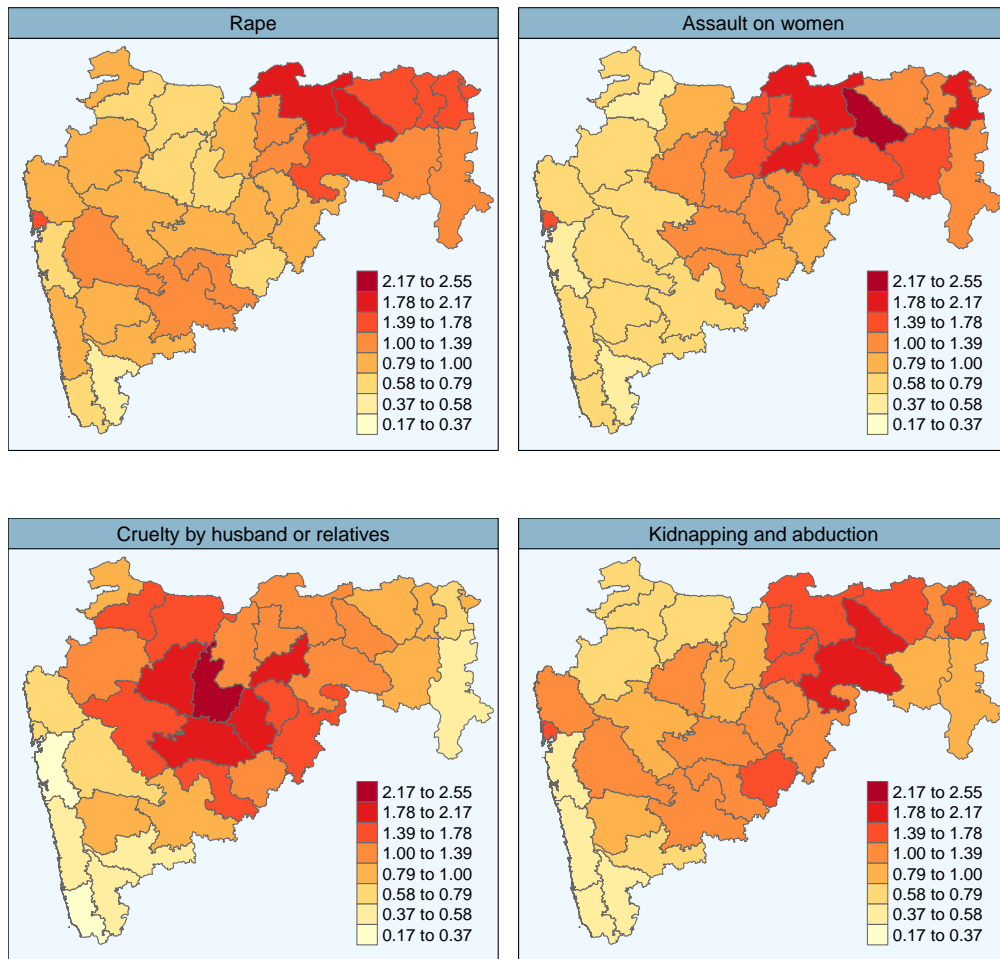 Rape
2.17 to 2.55
1.78 to 2.17
1.39 to 1.78
1.00 to 1.39
0.79 to 1.00
0.58 to 0.79
0.37 to 0.58
0.17 to 0.37
Assault on women
2.17 to 2.55
1.78 to 2.17
1.39 to 1.78
1.00 to 1.39
0.79 to 1.00
0.58 to 0.79
0.37 to 0.58
0.17 to 0.37
Cruelty by husband or relatives
2.17 to 2.55
1.78 to 2.17
1.39 to 1.78
1.00 to 1.39
0.79 to 1.00
0.58 to 0.79
0.37 to 0.58
0.17 to 0.37
Kidnapping and abduction
2.17 to 2.55
1.78 to 2.17
1.39 to 1.78
1.00 to 1.39
0.79 to 1.00
0.58 to 0.79
0.37 to 0.58
0.17 to 0.37